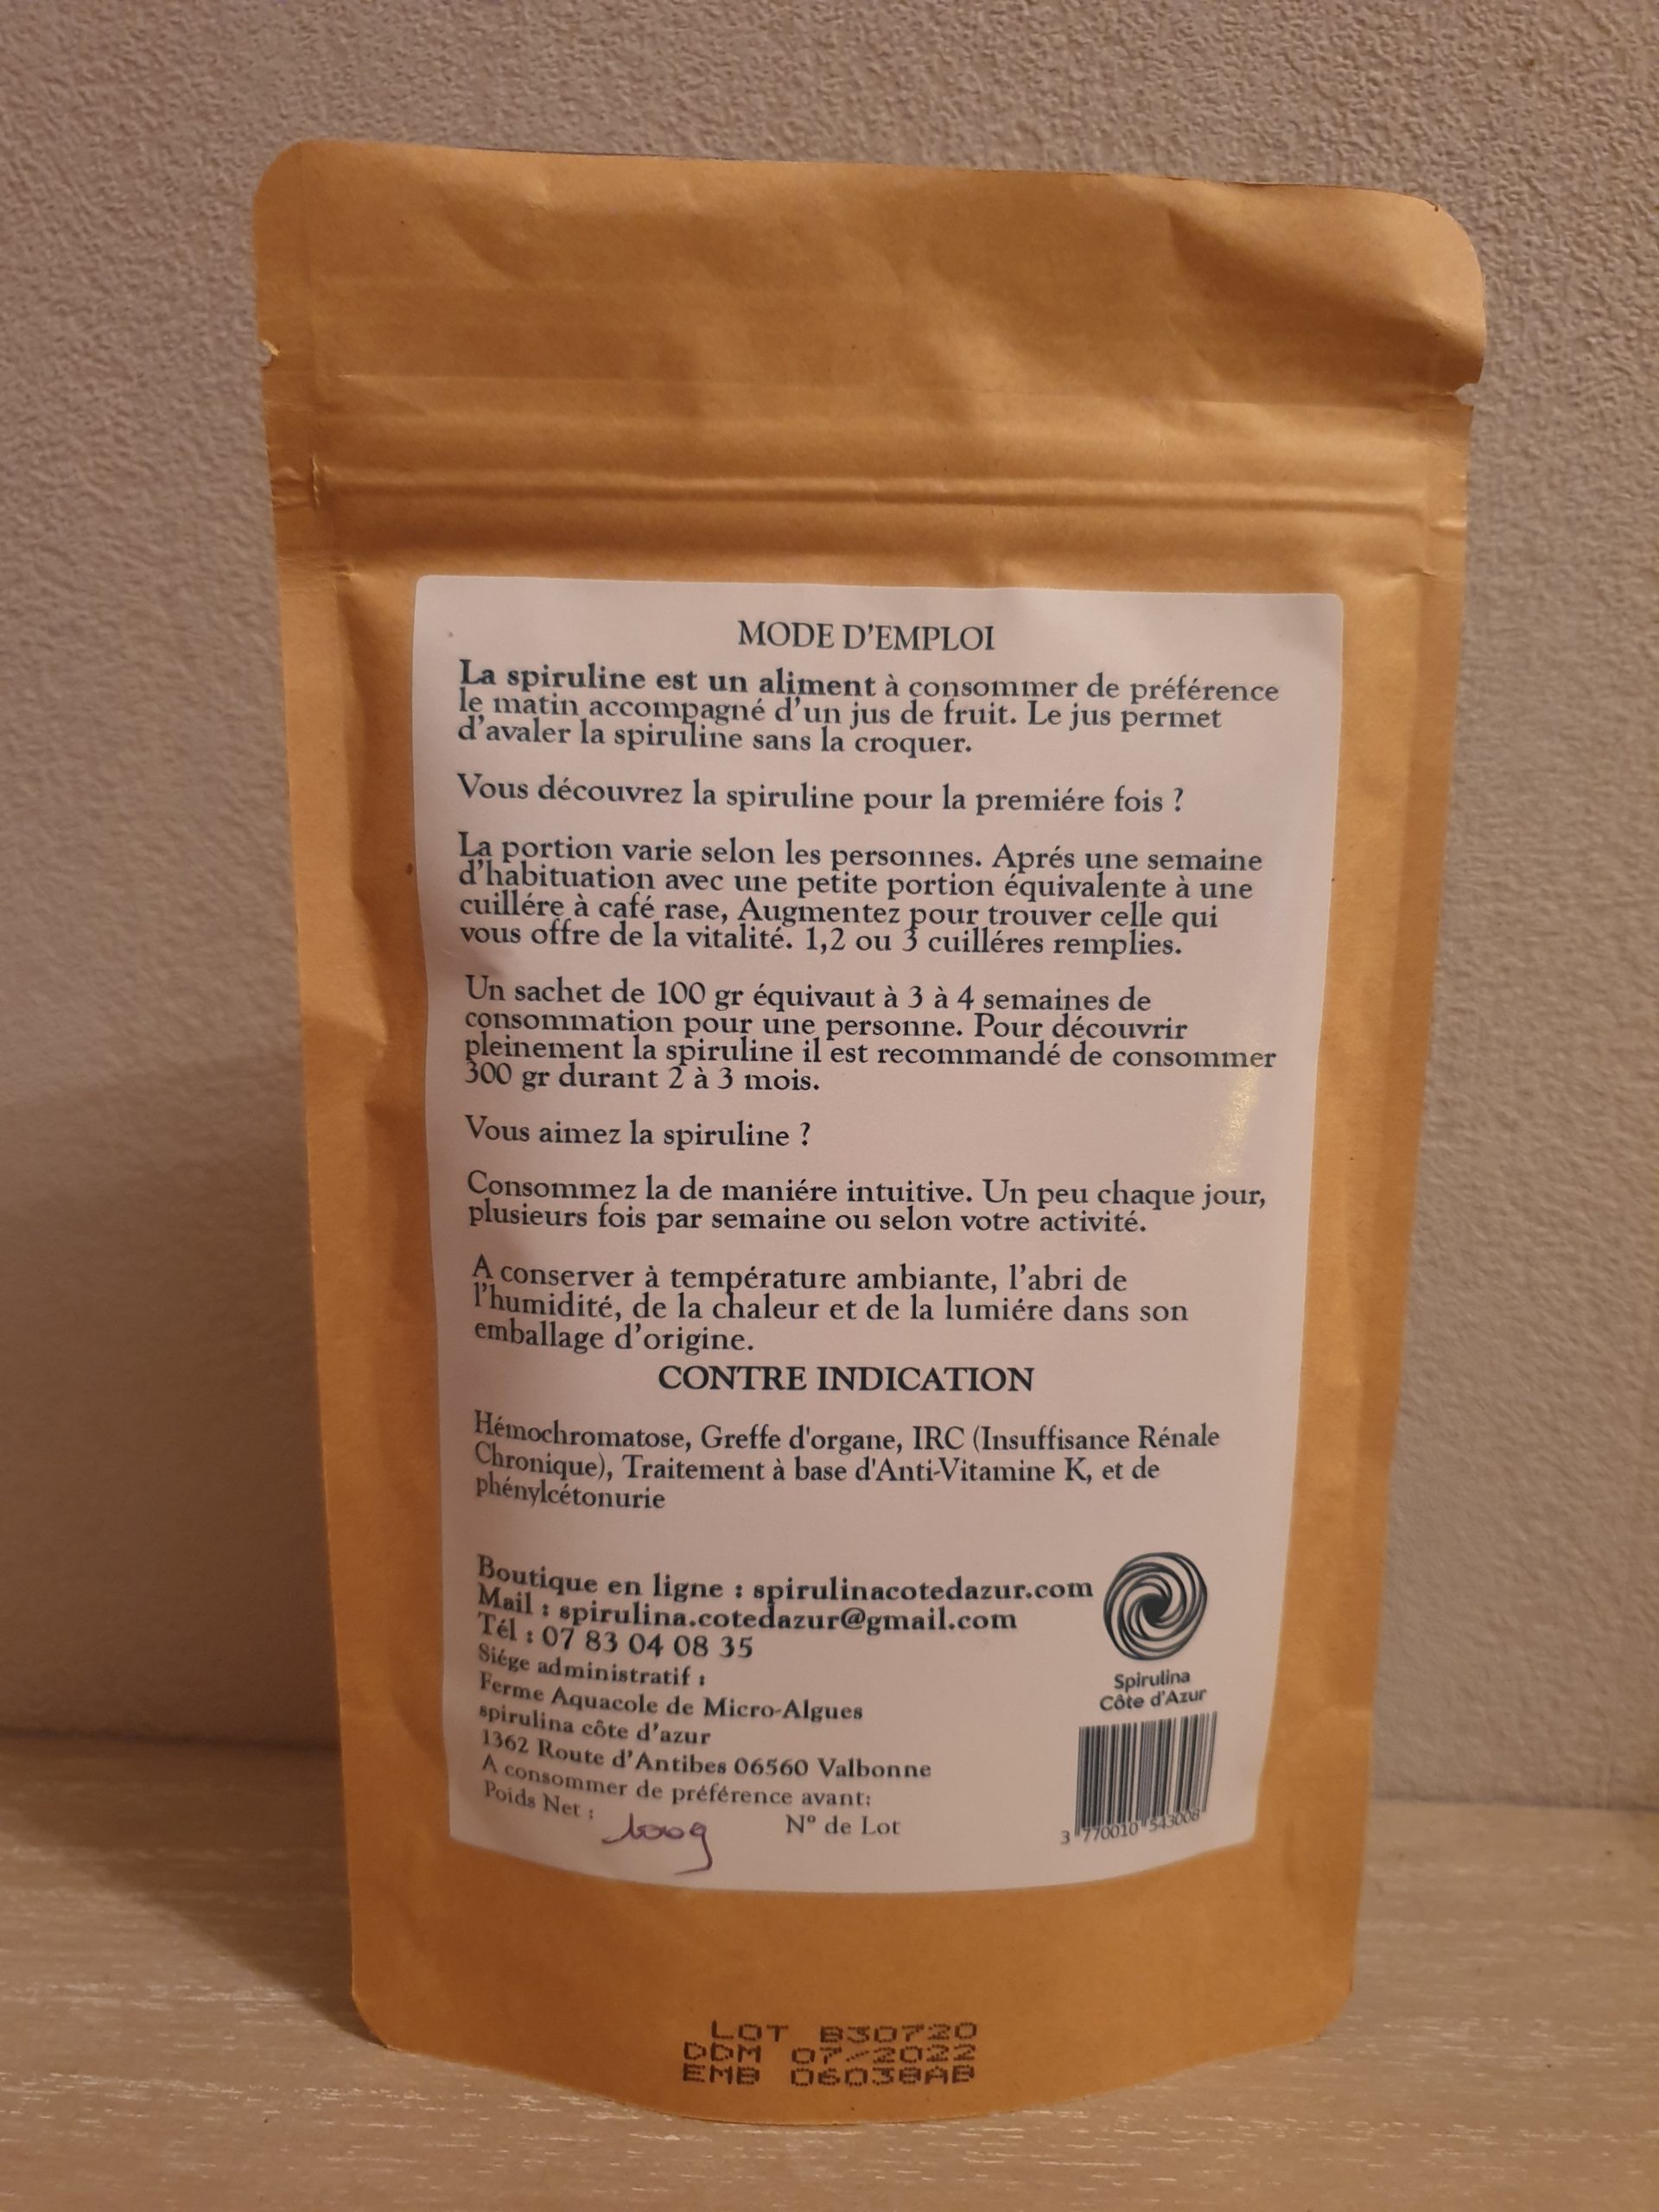 MODE D'EMPLOI
La spiruline est un aliment à consommer de préférence
le matin accompagné d'un jus de fruit. Le jus permet
d'avaler la spiruline sans la croquer.
Vous découvrez la spiruline pour la premiére fois ?
La portion varie selon les personnes. Aprés une semaine
d'habituation avec une petite portion équivalente à une
cuillére à café rase, Augmentez pour trouver celle qui
vous offre de la vitalité. 1,2 ou 3 cuilléres remplies.
Un sachet de 100 gr équivaut à 3 à 4 semaines de
consommation pour une personne. Pour découvrir
pleinement la spiruline il est recommandé de consommer
300 gr durant 2 à 3 mois.
Vous aimez la spiruline ?
Consommez la de maniére intuitive. Un peu chaque jour,
plusieurs fois par semaine ou selon votre activité.
A conserver à température ambiante, l'abri de
l'humidité, de la chaleur et de la lumiére dans son
emballage d'origine.
CONTRE INDICATION
Hémochromatose, Greffe d'organe, IRC (Insuffisance Rénale
Chronique), Traitement à base d'Anti-Vitamine K, et de
phénylcétonurie
Boutique en ligne : spirulinacotedazur.com
Mail : spirulina.cotedazur@gmail.com
Tél : 07 83 04 08 35
Siége administratif :
Ferme Aquacole de Micro-Algues
spirulina côte d'azur
1362 Route d'Antibes 06560 Valbonne
A consommer de préférence avant:
Poids Net : 100g N° de Lot
Spirulina
Côte d'Azur
3 770010 543008
LOT B30720
DDM 07/2022
EMB 06038AB